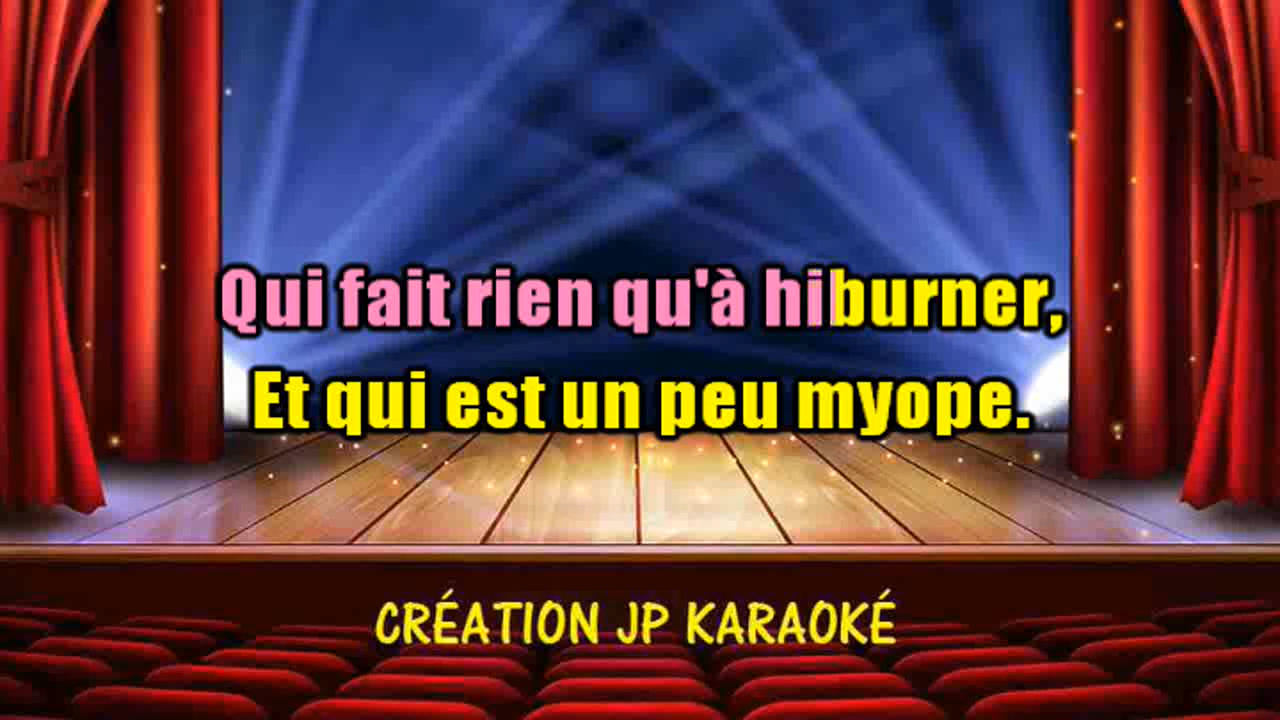 Qui fait rien qu'à hiburner,
Et qui est un peu myope.
CRÉATION JP KARAOKÉ